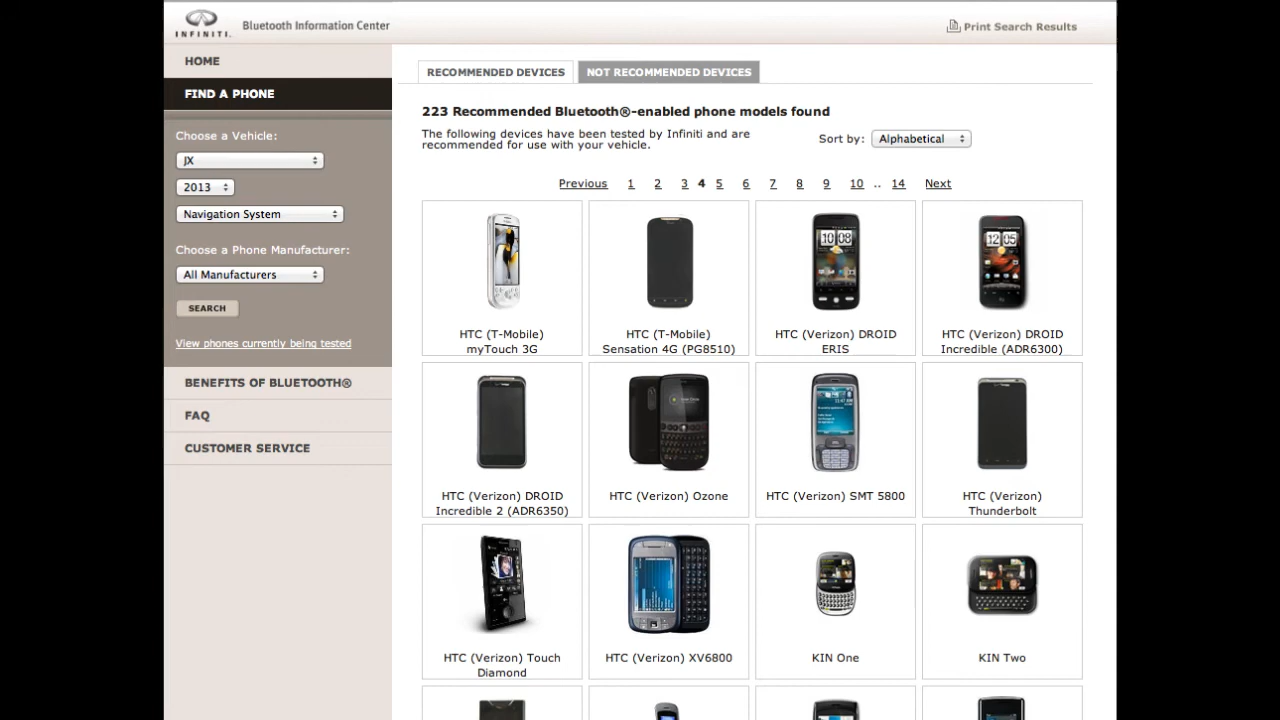 INFINITI.
Bluetooth Information Center
Print Search Results
HOME
FIND A PHONE
Choose a Vehicle:
JX
2013
Navigation System
Choose a Phone Manufacturer:
All Manufacturers
SEARCH
View phones currently being tested
BENEFITS OF BLUETOOTH®
FAQ
CUSTOMER SERVICE
RECOMMENDED DEVICES
NOT RECOMMENDED DEVICES
223 Recommended Bluetooth®-enabled phone models found
The following devices have been tested by Infiniti and are
recommended for use with your vehicle.
Sort by: Alphabetical
Previous 1 2 3 4 5 6 7 8 9 10 .. 14 Next
HTC (T-Mobile)
myTouch 3G
HTC (T-Mobile)
Sensation 4G (PG8510)
HTC (Verizon) DROID
ERIS
HTC (Verizon) DROID
Incredible (ADR6300)
HTC (Verizon) DROID
Incredible 2 (ADR6350)
HTC (Verizon) Ozone
HTC (Verizon) SMT 5800
HTC (Verizon)
Thunderbolt
HTC (Verizon) Touch
Diamond
HTC (Verizon) XV6800
KIN One
KIN Two